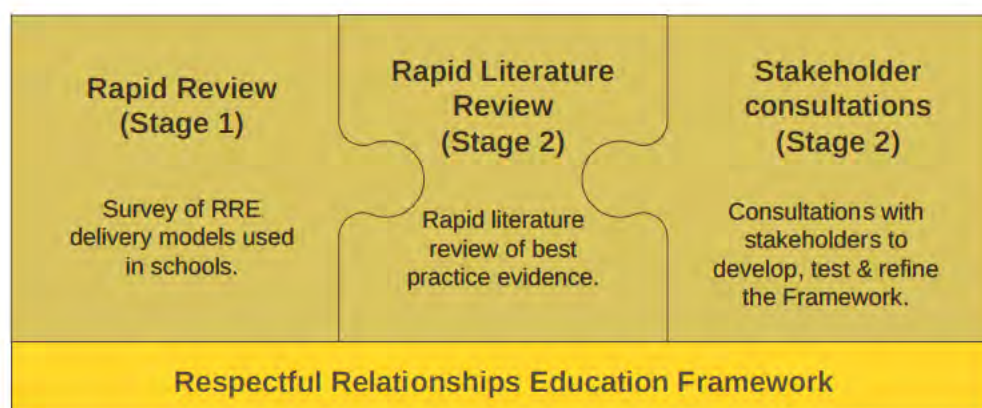 Rapid Review
(Stage 1)
Survey of RRE
delivery models used
in schools.
Rapid Literature
Review
(Stage 2)
Rapid literature
review of best
practice evidence.
Stakeholder
consultations
(Stage 2)
Consultations with
stakeholders to
develop, test & refine
the Framework.
Respectful Relationships Education Framework